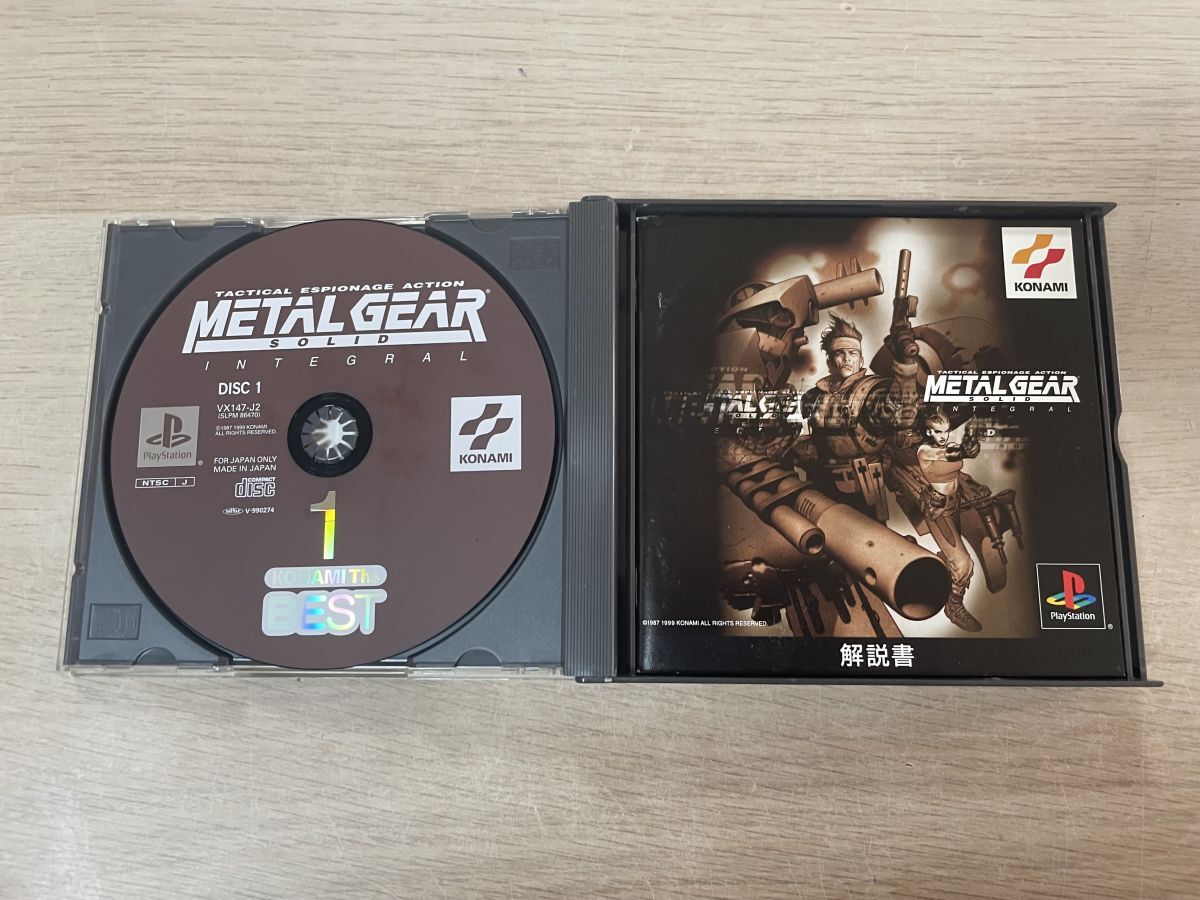 TACTICAL ESPIONAGE ACTION
METAL GEAR
SOLID
INTEGRAL
DISC 1
VX147-J2
(SLPM 86470)
©1987 1999 KONAMI
ALL RIGHTS RESERVED.
FOR JAPAN ONLY
MADE IN JAPAN
PlayStation
NTSC J
COMPACT
disc
V-990274
KONAMI
1
KONAMI The
BEST
KONAMI
TACTICAL ESPIONAGE ACTION
METAL GEAR
SOLID
INTEGRAL
PlayStation
©1987 1999 KONAMI ALL RIGHTS RESERVED.
解説書